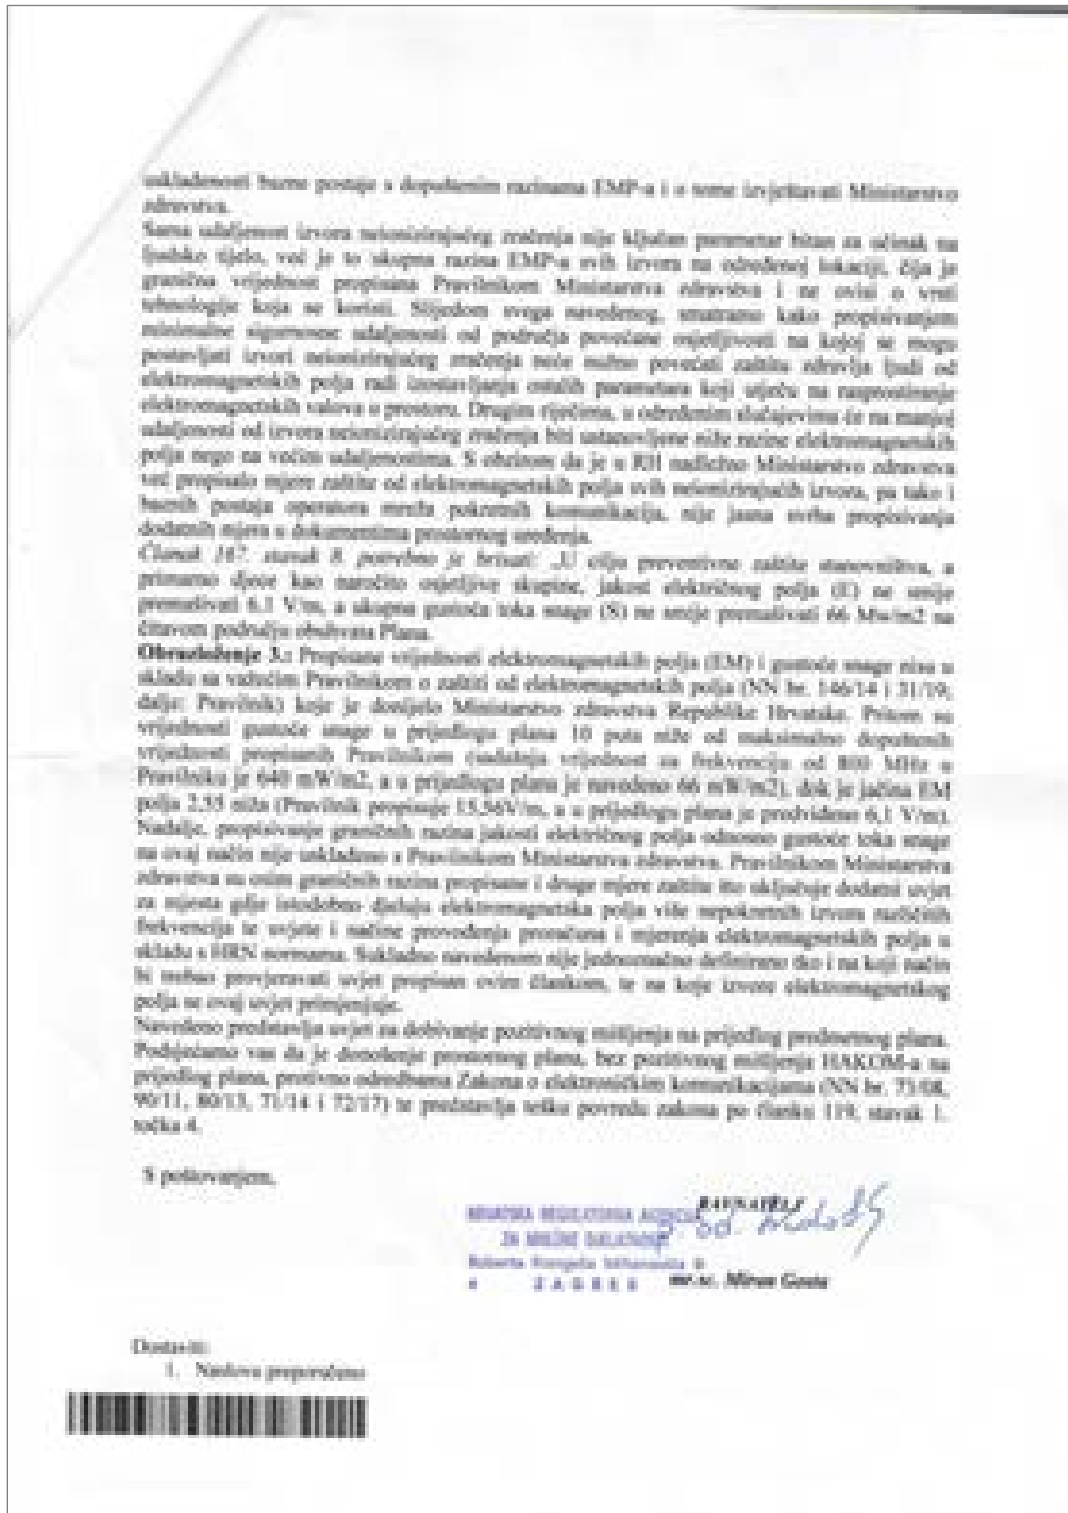 usklađenosti bazne postaje s dopuštenim razinama EMP-a i o tome izvještavati Ministarstvo
zdravstva.
Sama udaljenost izvora neionizirajućeg zračenja nije ključan parametar bitan za učinak na
ljudsko tijelo, već je to ukupna razina EMP-a svih izvora na određenoj lokaciji, čija je
granična vrijednost propisana Pravilnikom Ministarstva zdravstva i ne ovisi o vrsti
tehnologije koja se koristi. Slijedom svega navedenog, smatramo kako propisivanjem
minimalne sigurnosne udaljenosti od područja povećane osjetljivosti na kojoj se mogu
postavljati izvori neionizirajućeg zračenja neće nužno povećati zaštitu zdravlja ljudi od
elektromagnetskih polja radi izostavljanja ostalih parametara koji utječu na rasprostiranje
elektromagnetskih valova u prostoru. Drugim riječima, u određenim slučajevima će na manjoj
udaljenosti od izvora neionizirajućeg zračenja biti ustanovljene niže razine elektromagnetskih
polja nego na većim udaljenostima. S obzirom da je u RH nadležno Ministarstvo zdravstva
već propisalo mjere zaštite od elektromagnetskih polja svih neionizirajućih izvora, pa tako i
baznih postaja operatora mreža pokretnih komunikacija, nije jasna svrha propisivanja
dodatnih mjera u dokumentima prostornog uređenja.
Članak 167. stavak 8. potrebno je brisati: „U cilju preventivne zaštite stanovništva, a
primarno djece kao naročito osjetljive skupine, jakost električnog polja (E) ne smije
premašivati 6.1 V/m, a ukupna gustoća toka snage (S) ne smije premašivati 66 Mw/m2 na
čitavom području obuhvata Plana.
Obrazloženje 3.: Propisane vrijednosti elektromagnetskih polja (EM) i gustoće snage nisu u
skladu sa važećim Pravilnikom o zaštiti od elektromagnetskih polja (NN br. 146/14 i 31/19;
dalje: Pravilnik) koje je donijelo Ministarstvo zdravstva Republike Hrvatske. Pritom su
vrijednosti gustoće snage u prijedlogu plana 10 puta niže od maksimalno dopuštenih
vrijednosti propisanih Pravilnikom (sadašnja vrijednost za frekvenciju od 800 MHz u
Pravilniku je 640 mW/m2, a u prijedlogu plana je navedeno 66 mW/m2), dok je jačina EM
polja 2,55 niža (Pravilnik propisuje 15,56V/m, a u prijedlogu plana je predviđeno 6,1 V/m).
Nadalje, propisivanje graničnih razina jakosti električnog polja odnosno gustoće toka snage
na ovaj način nije usklađeno s Pravilnikom Ministarstva zdravstva. Pravilnikom Ministarstva
zdravstva su osim graničnih razina propisane i druge mjere zaštite što uključuje dodatni uvjet
za mjesta gdje istodobno djeluju elektromagnetska polja više nepokretnih izvora različitih
frekvencija te uvjete i načine provođenja proračuna i mjerenja elektromagnetskih polja u
skladu s HRN normama. Sukladno navedenom nije jednoznačno definirano tko i na koji način
bi trebao provjeravati uvjet propisan ovim člankom, te na koje izvore elektromagnetskog
polja se ovaj uvjet primjenjuje.
Navedeno predstavlja uvjet za dobivanje pozitivnog mišljenja na prijedlog predmetnog plana.
Podsjećamo vas da je donošenje prostornog plana, bez pozitivnog mišljenja HAKOM-a na
prijedlog plana, protivno odredbama Zakona o elektroničkim komunikacijama (NN br. 73/08,
90/11, 80/13, 71/14 i 72/17) te predstavlja tešku povredu zakona po članku 119, stavak 1.
točka 4.
S poštovanjem,
RAVNATELJ
HRVATSKA REGULATORNA AGENCIJA
ZA MREŽNE DJELATNOSTI
Roberta Frangeša Mihanovića 9
ZAGREB
mr.sc. Miran Gosta
Dostaviti:
1. Naslovu preporučeno